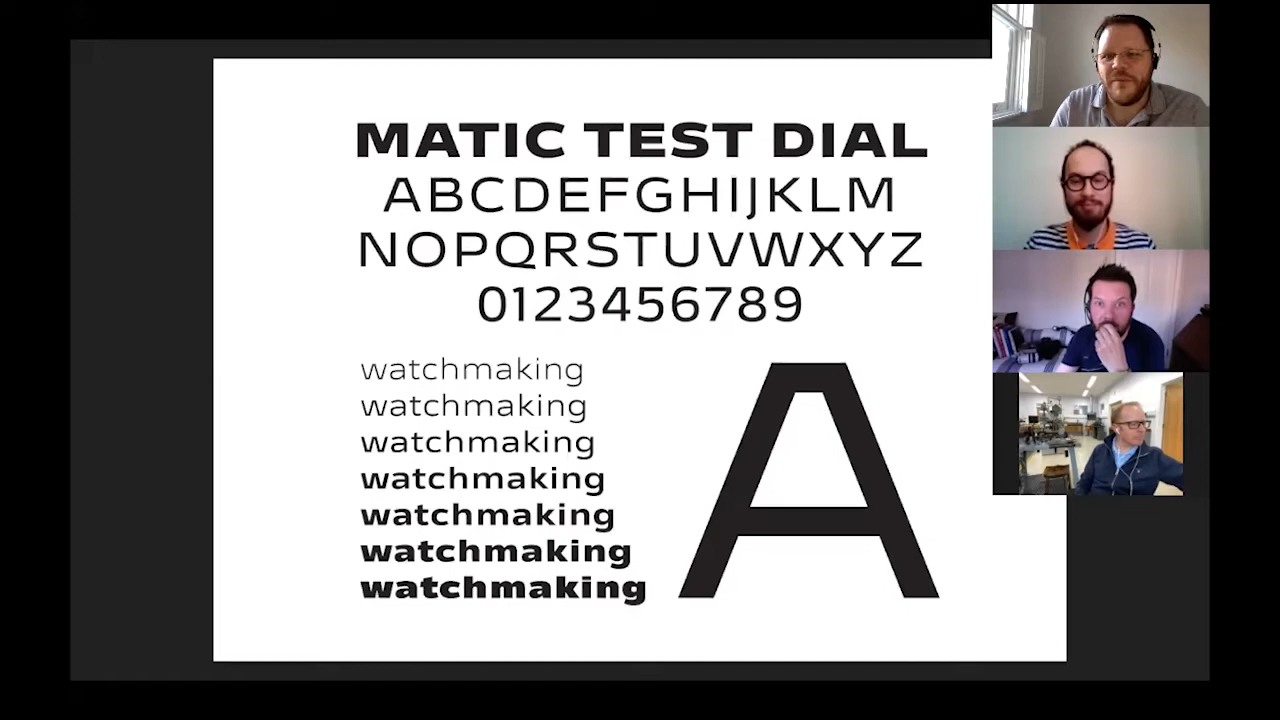 MATIC TEST DIAL
ABCDEFGHIJKLM
NOPQRSTUVWXYZ
0123456789
watchmaking
watchmaking
watchmaking
watchmaking
watchmaking
watchmaking
watchmaking
A